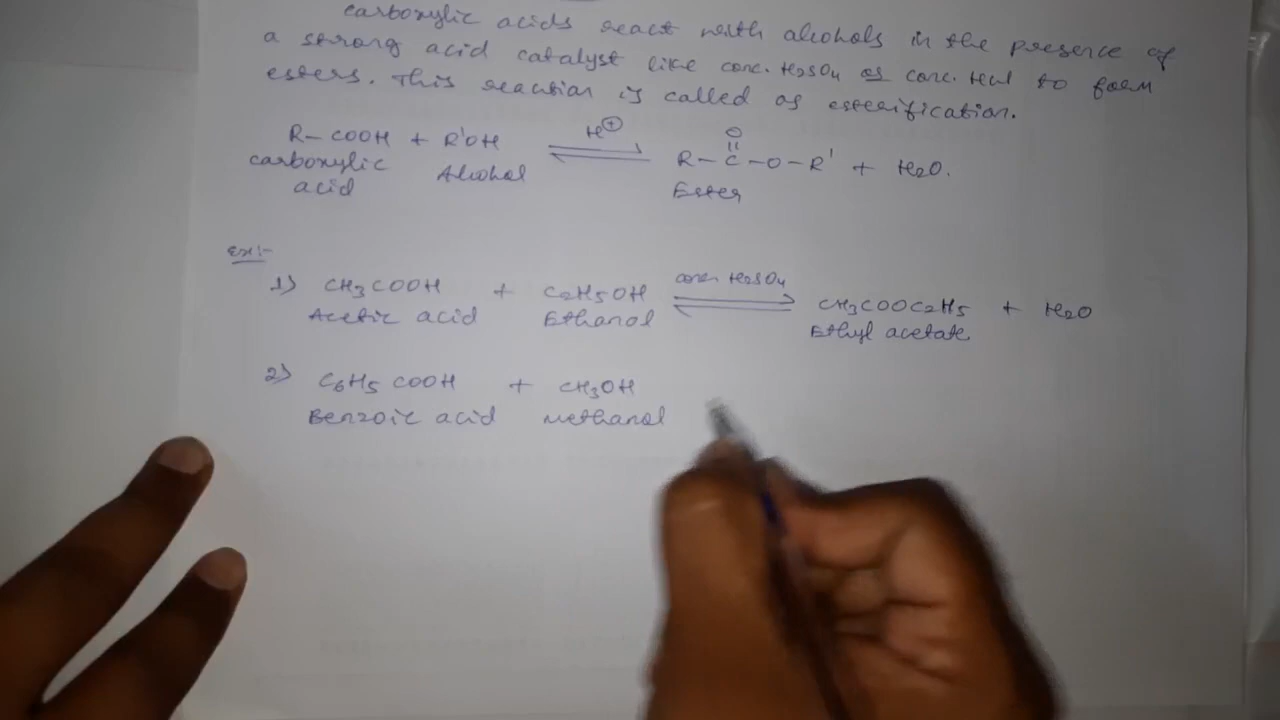 carboxylic acids react with alcohols in the presence of
a strong acid catalyst like conc. H2SO4 or conc. HCl to form
esters. This reaction is called as esterification.
R-COOH + R'OH ⇌ H⊕ R-C(=O)-O-R' + H2O.
carboxylic acid Alcohol Ester
Ex:-
1) CH3COOH + C2H5OH ⇌ conc. H2SO4 CH3COOC2H5 + H2O
Acetic acid Ethanol Ethyl acetate
2) C6H5COOH + CH3OH
Benzoic acid Methanol